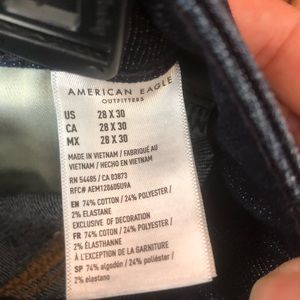 AMERICAN EAGLE
OUTFITTERS
US 28 X 30
CA 28 X 30
MX 28 X 30
MADE IN VIETNAM / FABRIQUÉ AU
VIETNAM / HECHO EN VIETNAM
RN 54485 / CA 03873
RFC# AEM120605U9A
EN 74% COTTON / 24% POLYESTER /
2% ELASTANE
EXCLUSIVE OF DECORATION
FR 74% COTON / 24% POLYESTER /
2% ÉLASTHANNE
À L'EXCEPTION DE LA GARNITURE
SP 74% algodón / 24% poliéster /
2% elastano